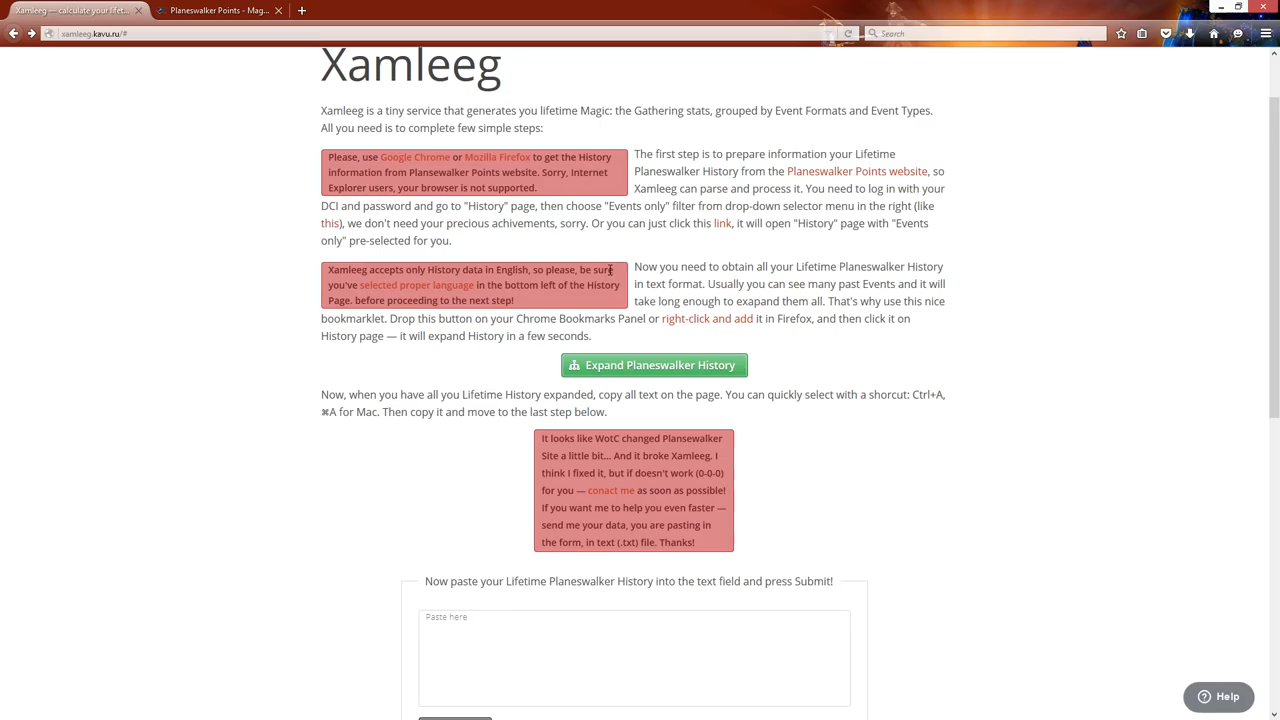 Xamleeg — calculate your lifet...
Planeswalker Points - Mag...
xamleeg.kavu.ru/#
Search
Xamleeg
Xamleeg is a tiny service that generates you lifetime Magic: the Gathering stats, grouped by Event Formats and Event Types.
All you need is to complete few simple steps:
Please, use Google Chrome or Mozilla Firefox to get the History
information from Plansewalker Points website. Sorry, Internet
Explorer users, your browser is not supported.
The first step is to prepare information your Lifetime
Planeswalker History from the Planeswalker Points website, so
Xamleeg can parse and process it. You need to log in with your
DCI and password and go to "History" page, then choose "Events only" filter from drop-down selector menu in the right (like
this), we don't need your precious achivements, sorry. Or you can just click this link, it will open "History" page with "Events
only" pre-selected for you.
Xamleeg accepts only History data in English, so please, be sure
you've selected proper language in the bottom left of the History
Page. before proceeding to the next step!
Now you need to obtain all your Lifetime Planeswalker History
in text format. Usually you can see many past Events and it will
take long enough to exapand them all. That's why use this nice
bookmarklet. Drop this button on your Chrome Bookmarks Panel or right-click and add it in Firefox, and then click it on
History page — it will expand History in a few seconds.
Expand Planeswalker History
Now, when you have all you Lifetime History expanded, copy all text on the page. You can quickly select with a shorcut: Ctrl+A,
⌘A for Mac. Then copy it and move to the last step below.
It looks like WotC changed Plansewalker
Site a little bit... And it broke Xamleeg. I
think I fixed it, but if doesn't work (0-0-0)
for you — conact me as soon as possible!
If you want me to help you even faster —
send me your data, you are pasting in
the form, in text (.txt) file. Thanks!
Now paste your Lifetime Planeswalker History into the text field and press Submit!
Paste here
Help